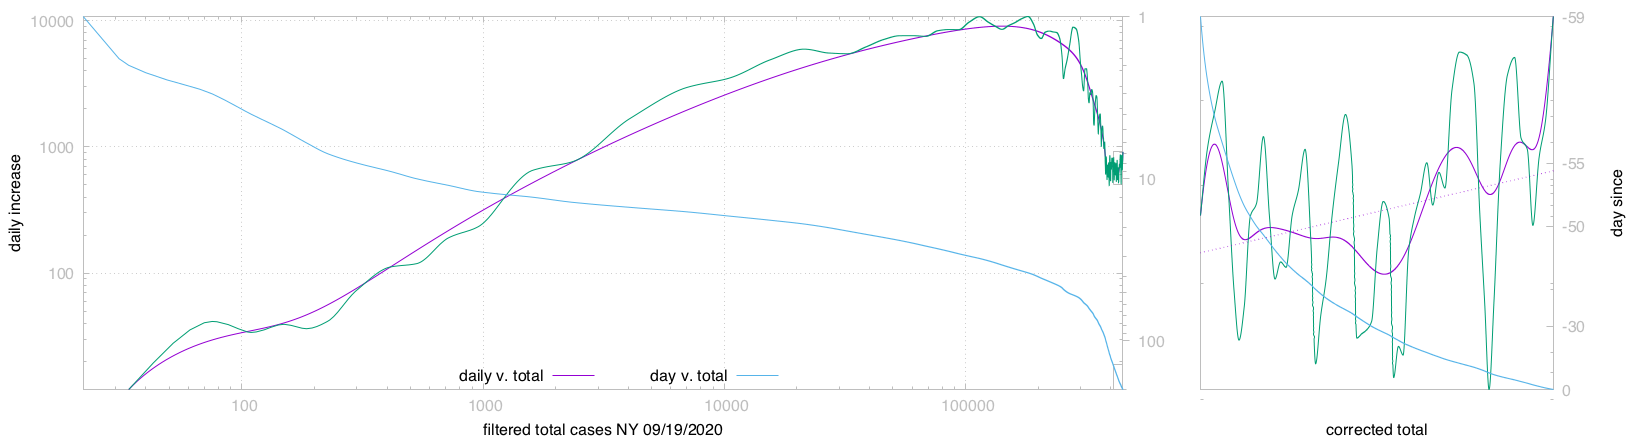 10000
1000
100
daily increase
100
1000
10000
100000
filtered total cases NY 09/19/2020
daily v. total
day v. total
1
10
100
-59
-55
-50
-30
0
day since
corrected total